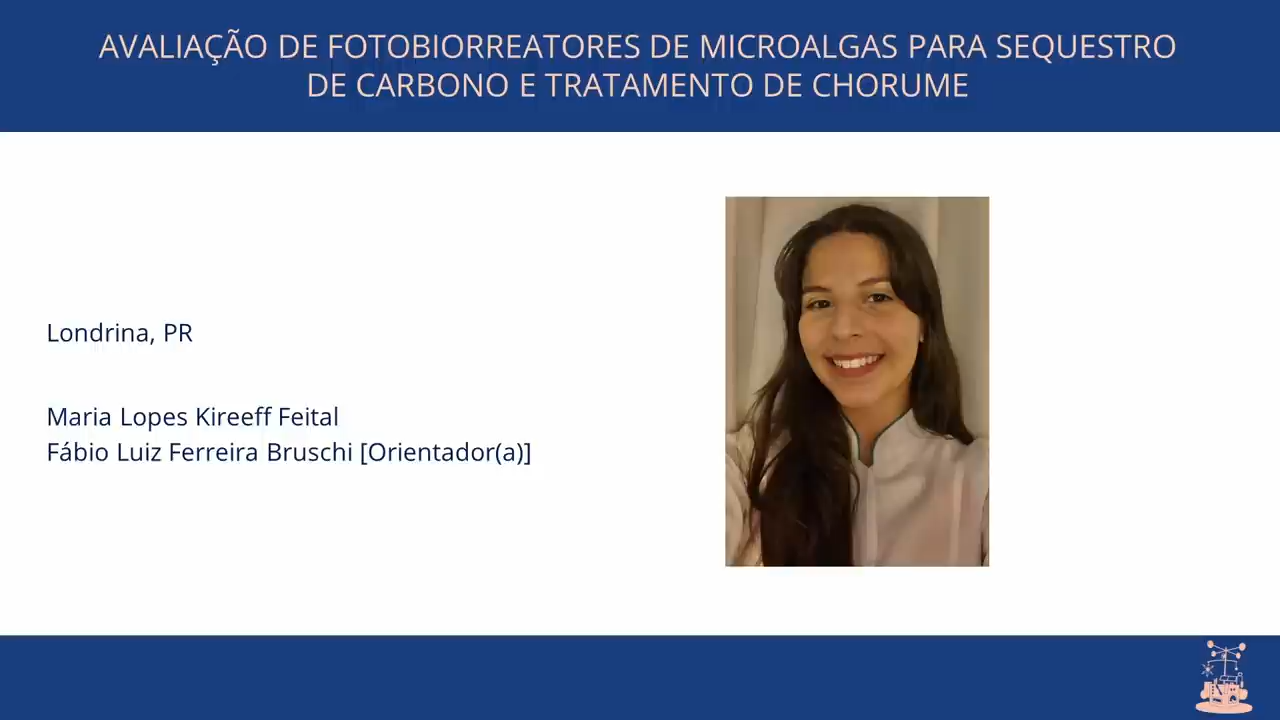 AVALIAÇÃO DE FOTOBIORREATORES DE MICROALGAS PARA SEQUESTRO
DE CARBONO E TRATAMENTO DE CHORUME
Londrina, PR
Maria Lopes Kireeff Feital
Fábio Luiz Ferreira Bruschi [Orientador(a)]